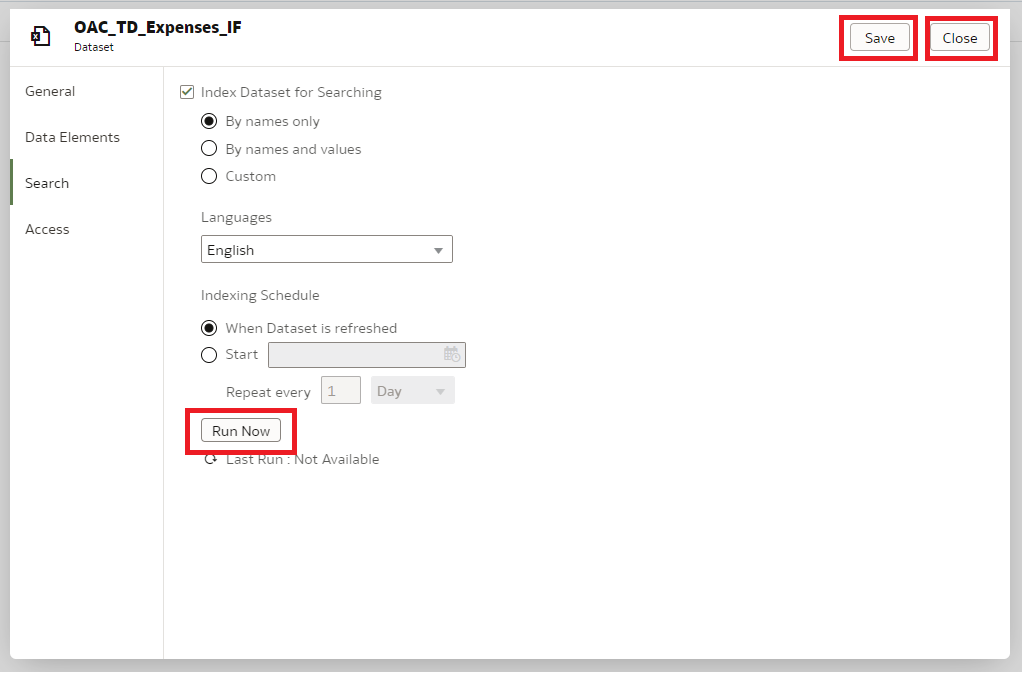 OAC_TD_Expenses_IF
Dataset
Save
Close
General
Data Elements
Search
Access
Index Dataset for Searching
By names only
By names and values
Custom
Languages
English
Indexing Schedule
When Dataset is refreshed
Start
Repeat every 1 Day
Run Now
Last Run : Not Available